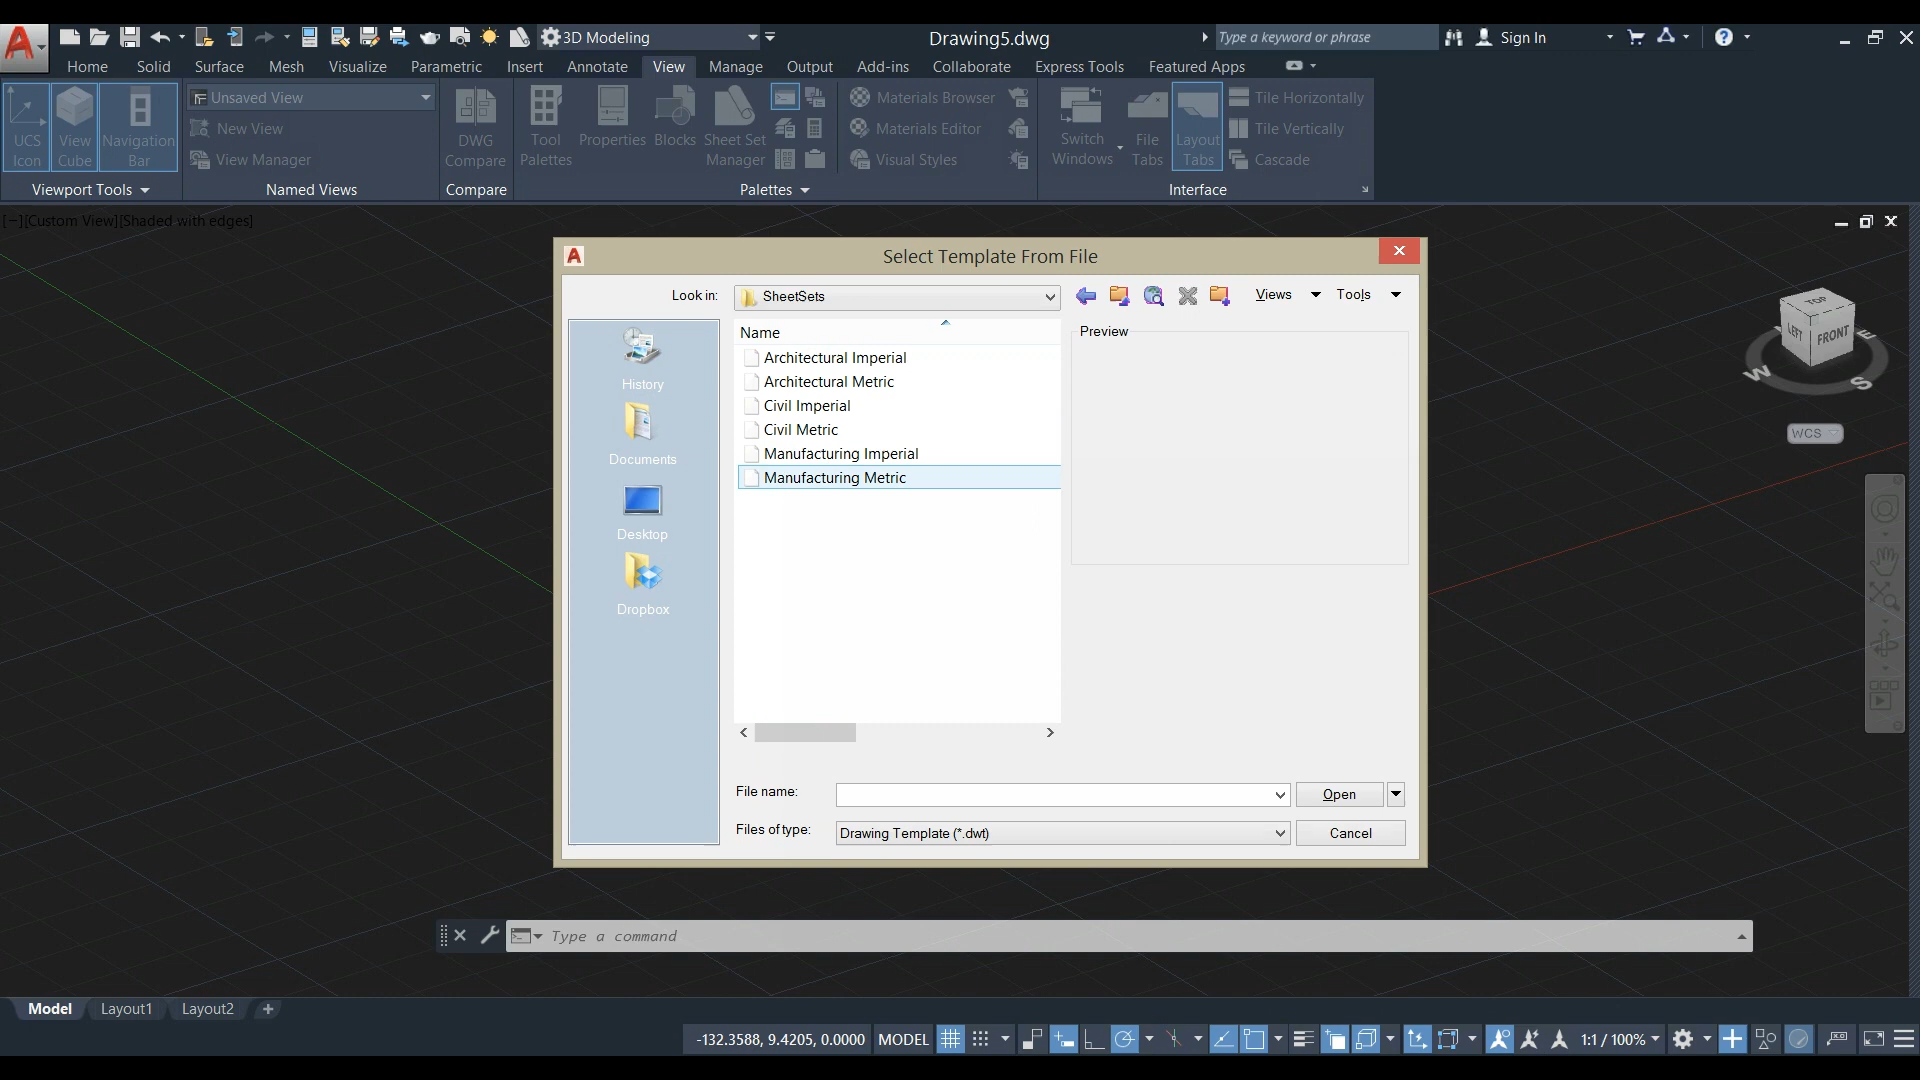 3D Modeling
Drawing5.dwg
Type a keyword or phrase
Sign In
Home Solid Surface Mesh Visualize Parametric Insert Annotate View Manage Output Add-ins Collaborate Express Tools Featured Apps
UCS Icon
View Cube
Navigation Bar
Viewport Tools
Unsaved View
New View
View Manager
Named Views
DWG Compare
Compare
Tool Palettes
Properties
Blocks
Sheet Set Manager
Palettes
Materials Browser
Materials Editor
Visual Styles
Switch Windows
File Tabs
Layout Tabs
Tile Horizontally
Tile Vertically
Cascade
Interface
[−][Custom View][Shaded with edges]
Select Template From File
Look in:
SheetSets
Views
Tools
History
Documents
Desktop
Dropbox
Name
Architectural Imperial
Architectural Metric
Civil Imperial
Civil Metric
Manufacturing Imperial
Manufacturing Metric
Preview
File name:
Open
Files of type:
Drawing Template (*.dwt)
Cancel
TOP
LEFT
FRONT
W
S
E
WCS
Type a command
Model Layout1 Layout2 +
-132.3588, 9.4205, 0.0000 MODEL 1:1 / 100%